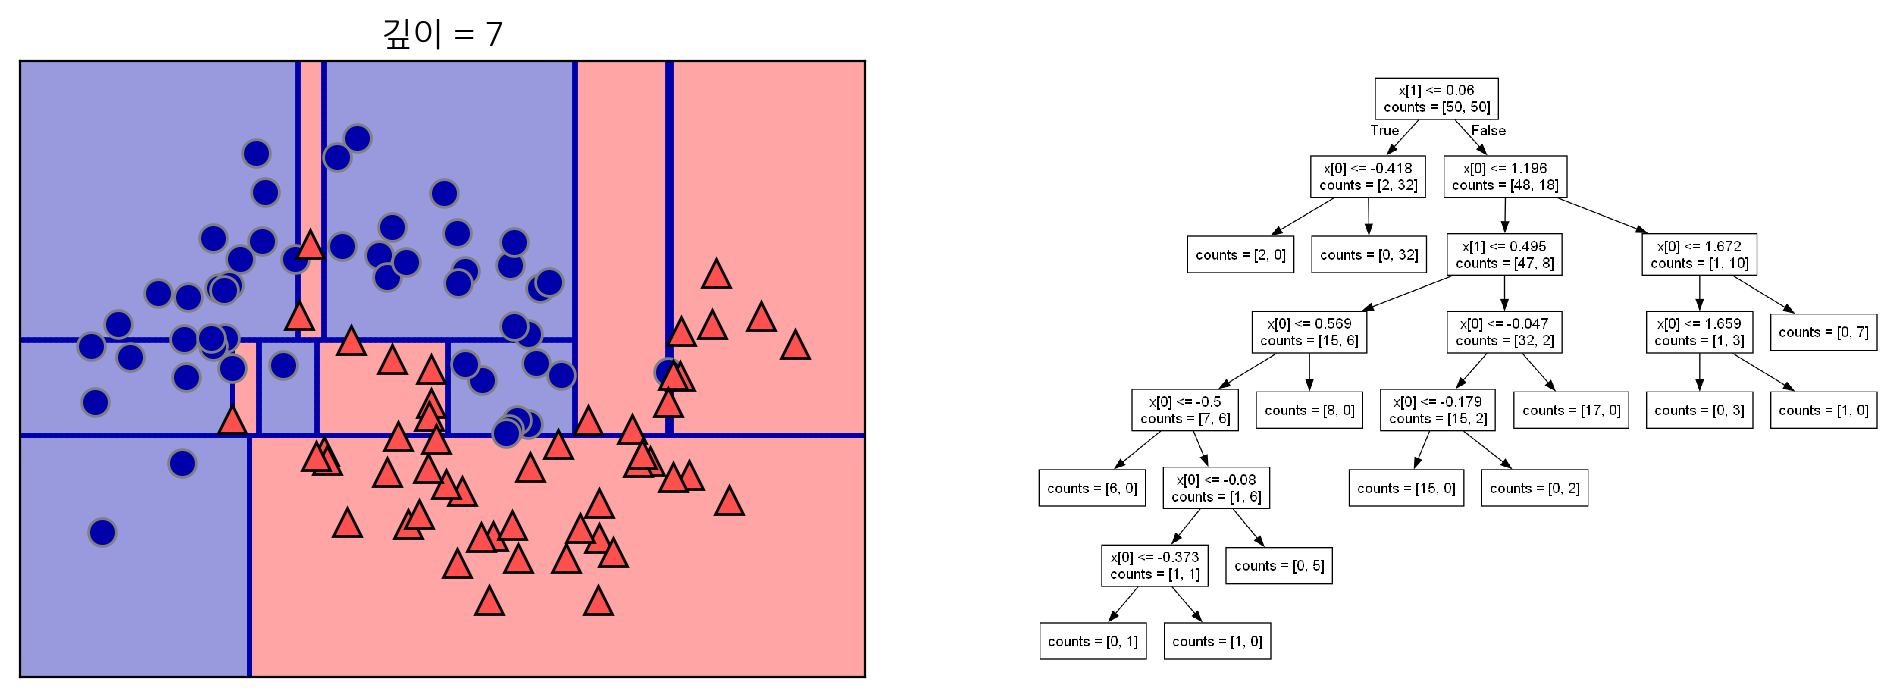 깊이 = 7
x[1] <= 0.06
counts = [50, 50]
True
False
x[0] <= -0.418
counts = [2, 32]
x[0] <= 1.196
counts = [48, 18]
counts = [2, 0]
counts = [0, 32]
x[1] <= 0.495
counts = [47, 8]
x[0] <= 1.672
counts = [1, 10]
x[0] <= 0.569
counts = [15, 6]
x[0] <= -0.047
counts = [32, 2]
x[0] <= 1.659
counts = [1, 3]
counts = [0, 7]
x[0] <= -0.5
counts = [7, 6]
counts = [8, 0]
x[0] <= -0.179
counts = [15, 2]
counts = [17, 0]
counts = [0, 3]
counts = [1, 0]
counts = [6, 0]
x[0] <= -0.08
counts = [1, 6]
counts = [15, 0]
counts = [0, 2]
x[0] <= -0.373
counts = [1, 1]
counts = [0, 5]
counts = [0, 1]
counts = [1, 0]